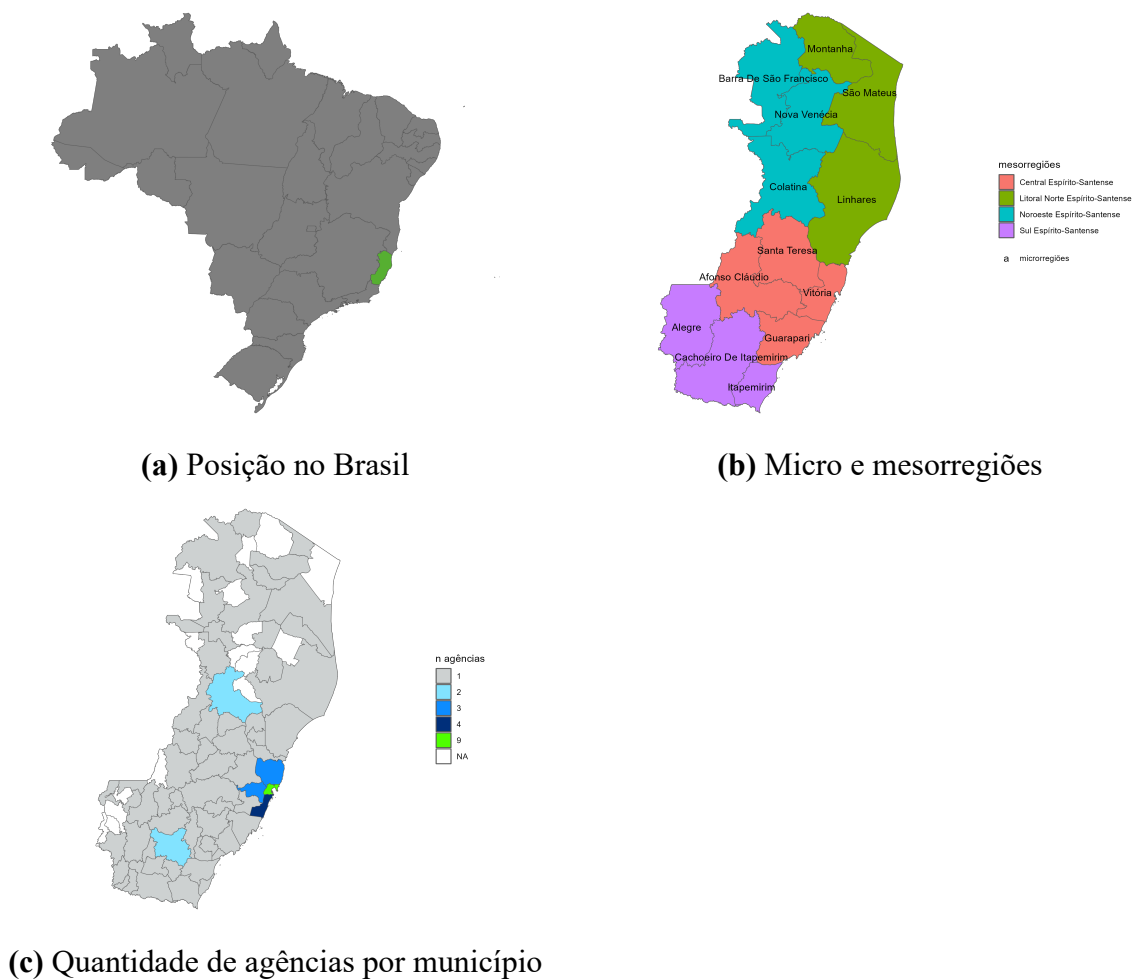 Montanha
Barra De São Francisco
São Mateus
Nova Venécia
Colatina
Linhares
Santa Teresa
Afonso Cláudio
Vitória
Alegre
Guarapari
Cachoeiro De Itapemirim
Itapemirim
mesorregiões
Central Espírito-Santense
Litoral Norte Espírito-Santense
Noroeste Espírito-Santense
Sul Espírito-Santense
a microrregiões
(a) Posição no Brasil
(b) Micro e mesorregiões
n agências
1
2
3
4
9
NA
(c) Quantidade de agências por município